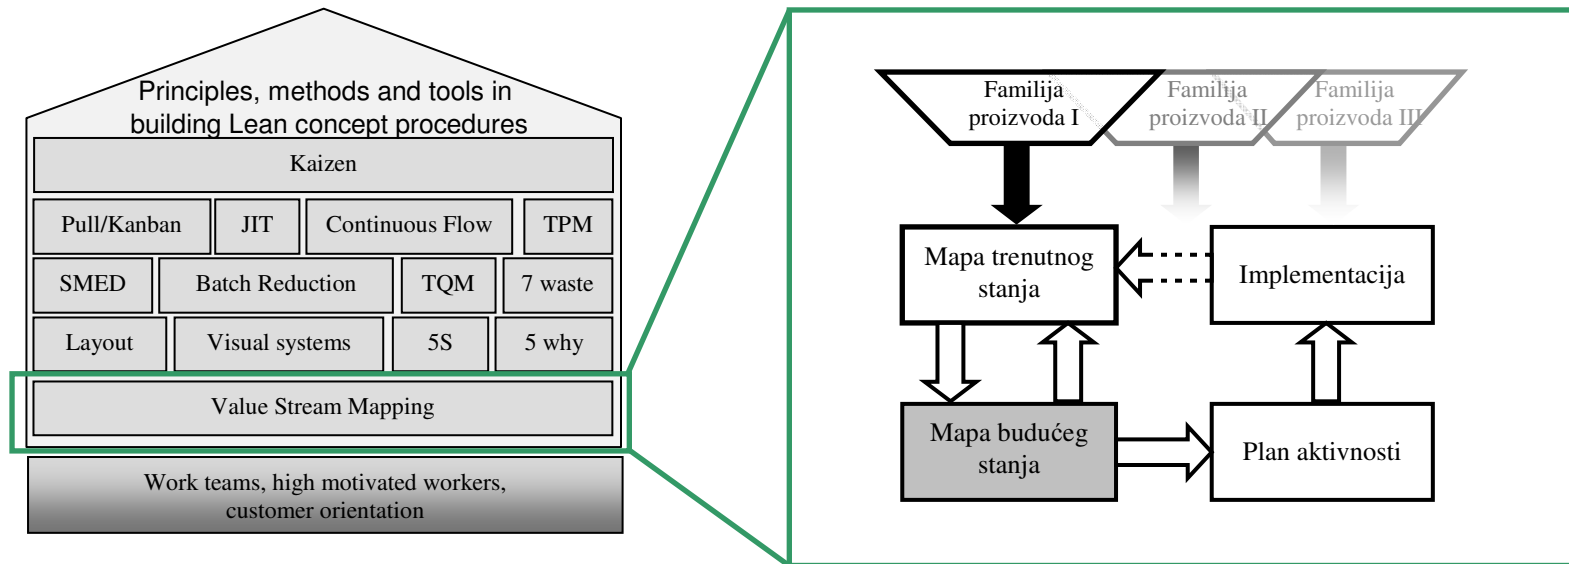 Principles, methods and tools in
building Lean concept procedures
Kaizen
Pull/Kanban
JIT
Continuous Flow
TPM
SMED
Batch Reduction
TQM
7 waste
Layout
Visual systems
5S
5 why
Value Stream Mapping
Work teams, high motivated workers,
customer orientation
Familija
proizvoda I
Familija
proizvoda II
Familija
proizvoda III
Mapa trenutnog
stanja
Implementacija
Mapa budućeg
stanja
Plan aktivnosti